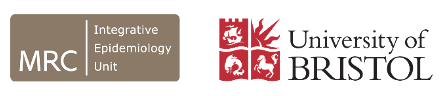 MRC
Integrative
Epidemiology
Unit
University of
BRISTOL